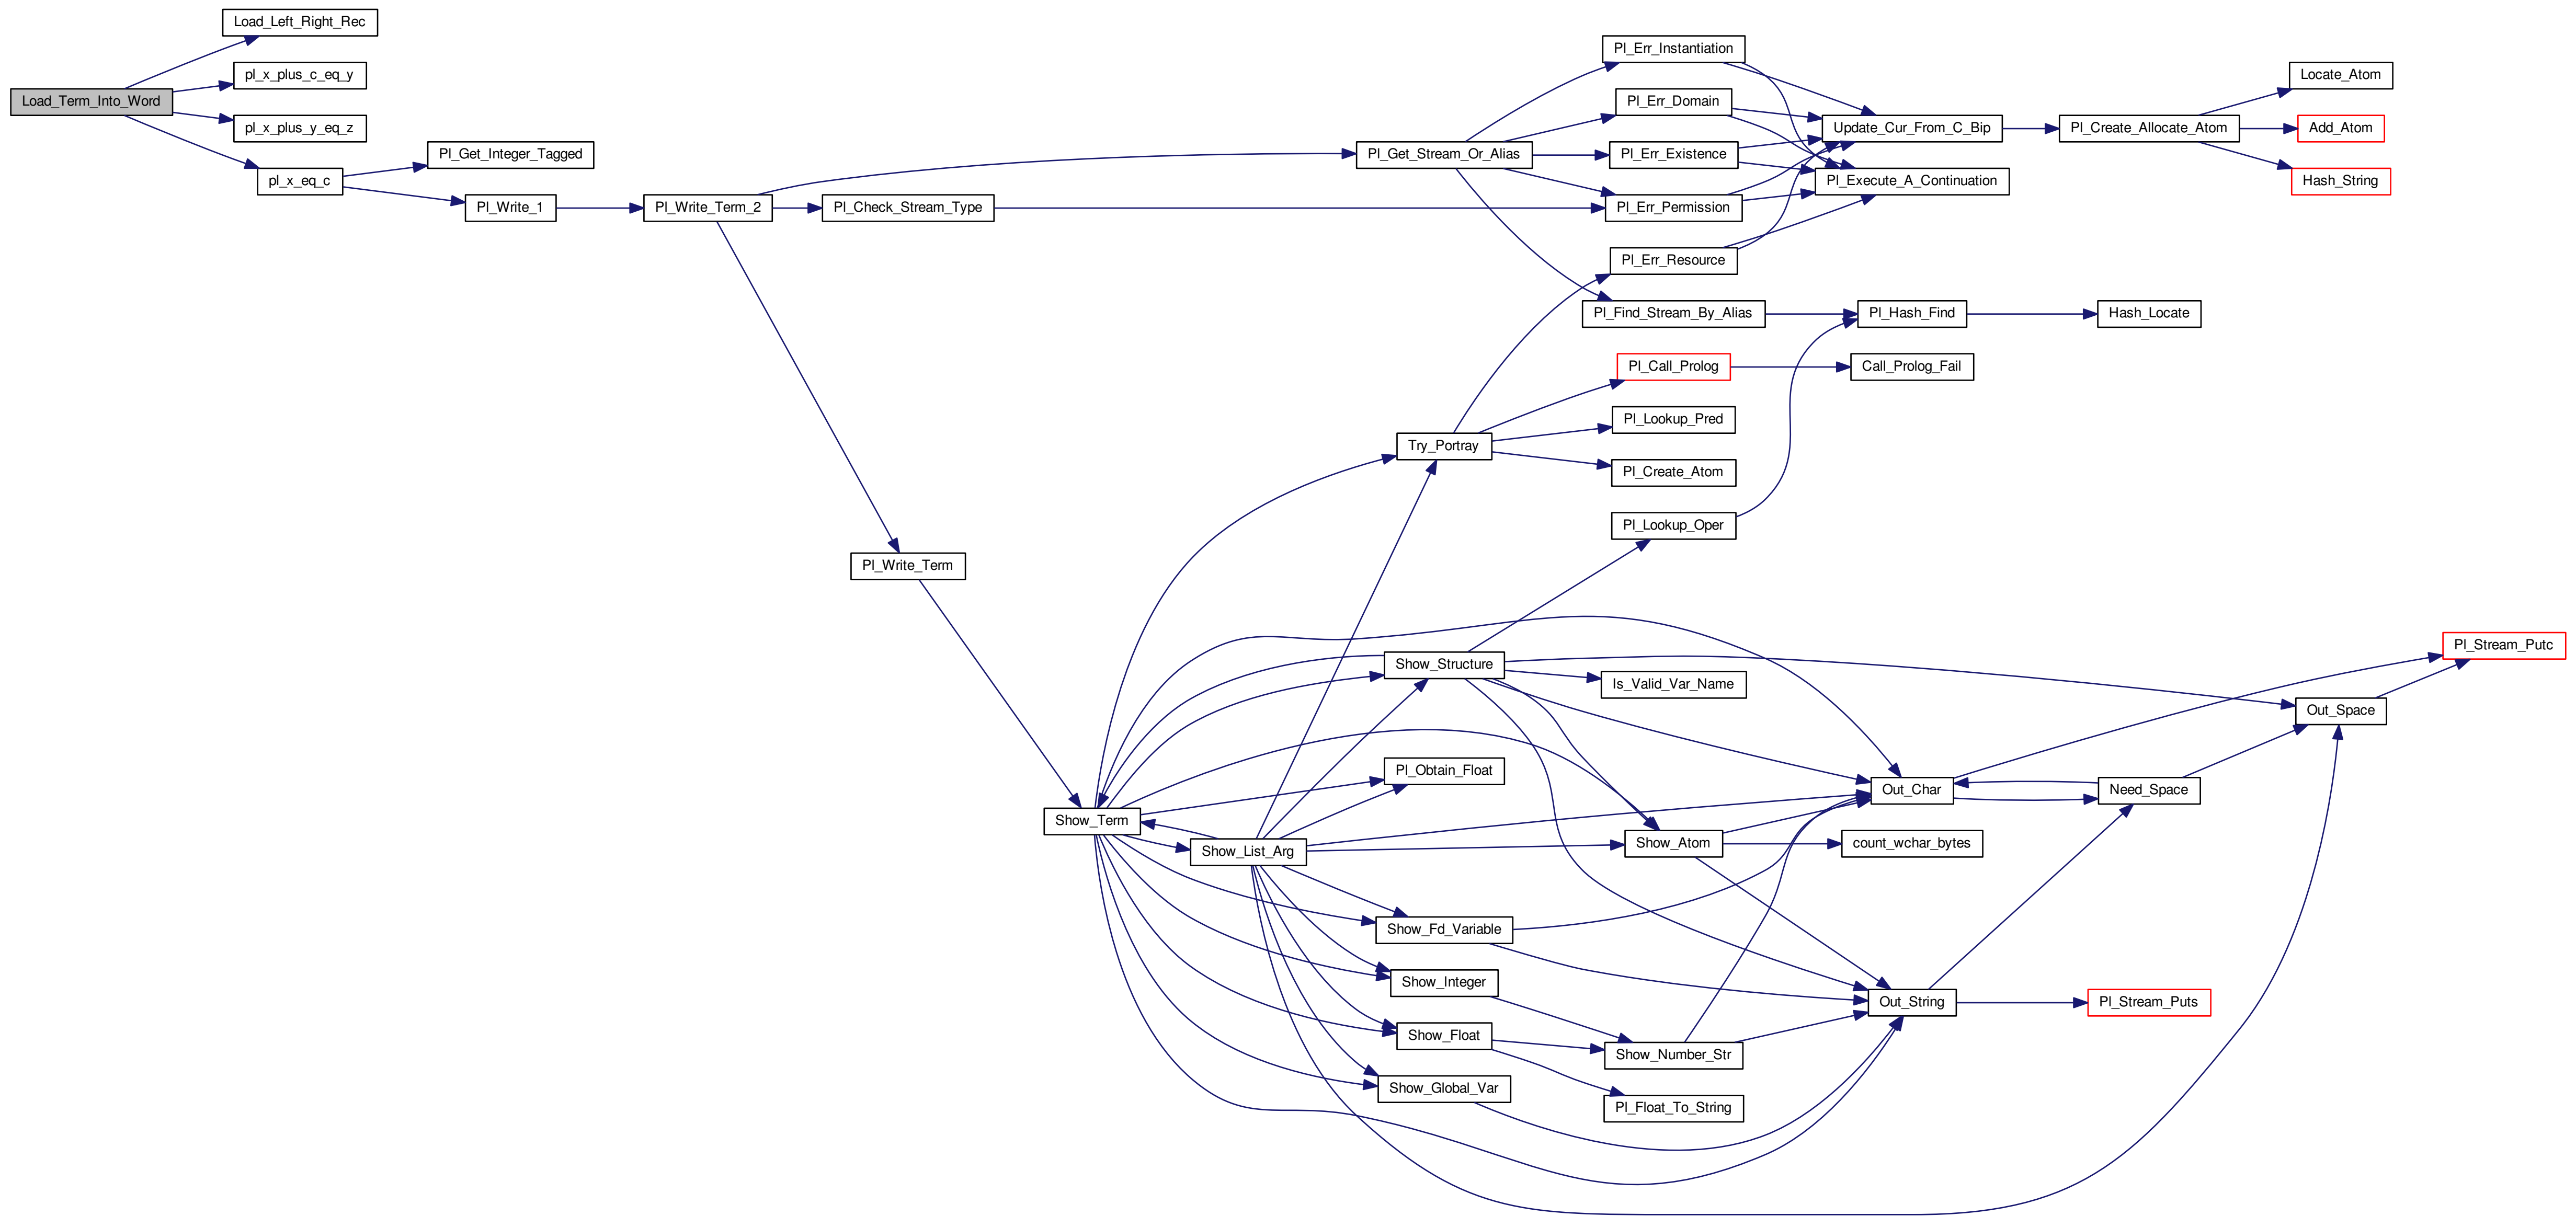 Load_Term_Into_Word
Load_Left_Right_Rec
pl_x_plus_c_eq_y
pl_x_plus_y_eq_z
pl_x_eq_c
Pl_Get_Integer_Tagged
Pl_Write_1
Pl_Write_Term_2
Pl_Check_Stream_Type
Pl_Write_Term
Show_Term
Show_List_Arg
Pl_Get_Stream_Or_Alias
Try_Portray
Show_Structure
Pl_Obtain_Float
Show_Fd_Variable
Show_Integer
Show_Float
Show_Global_Var
Pl_Err_Instantiation
Pl_Err_Domain
Pl_Err_Existence
Pl_Err_Permission
Pl_Err_Resource
Pl_Find_Stream_By_Alias
Pl_Call_Prolog
Pl_Lookup_Pred
Pl_Create_Atom
Pl_Lookup_Oper
Is_Valid_Var_Name
Show_Atom
Show_Number_Str
Pl_Float_To_String
Update_Cur_From_C_Bip
Pl_Execute_A_Continuation
Pl_Hash_Find
Call_Prolog_Fail
Out_Char
count_wchar_bytes
Out_String
Pl_Create_Allocate_Atom
Hash_Locate
Need_Space
Pl_Stream_Puts
Locate_Atom
Add_Atom
Hash_String
Out_Space
Pl_Stream_Putc